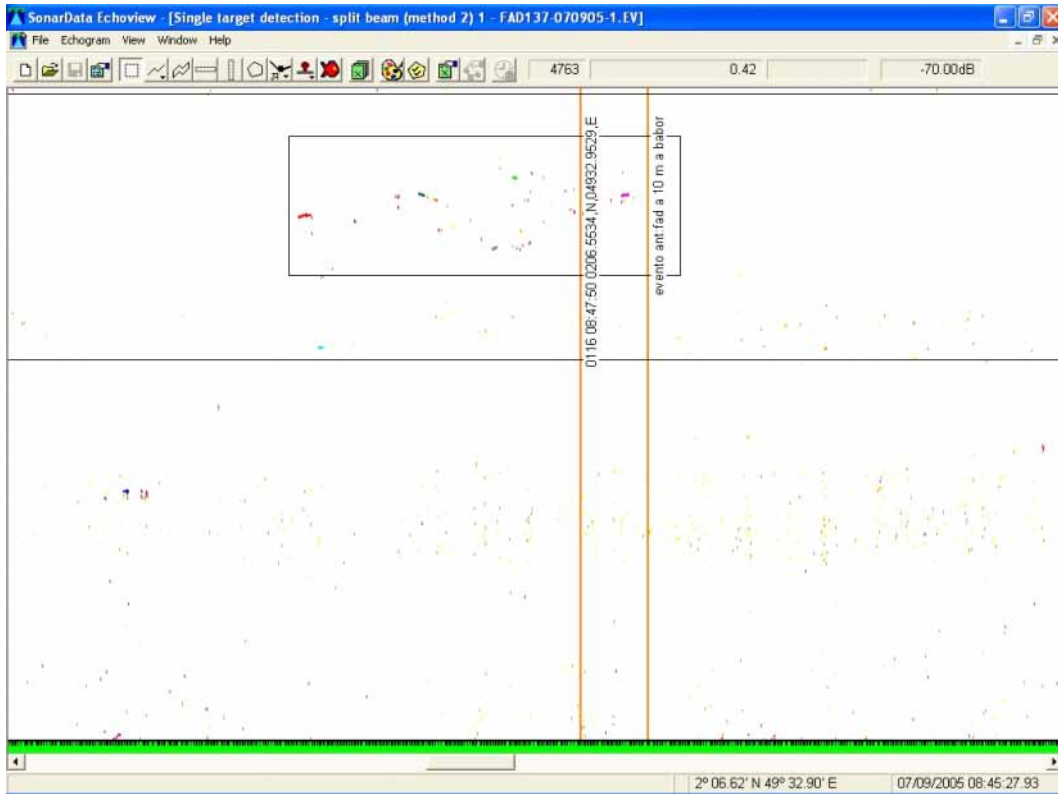 SonarData Echoview - [Single target detection - split beam (method 2) 1 - FAD137-070905-1.EV]
File Echogram View Window Help
4763 0.42 -70.00dB
0116 08:47:50 0206.5534,N,04932.9529,E
evento ant.fad a 10 m a babor
2º 06.62' N 49º 32.90' E 07/09/2005 08:45:27.93